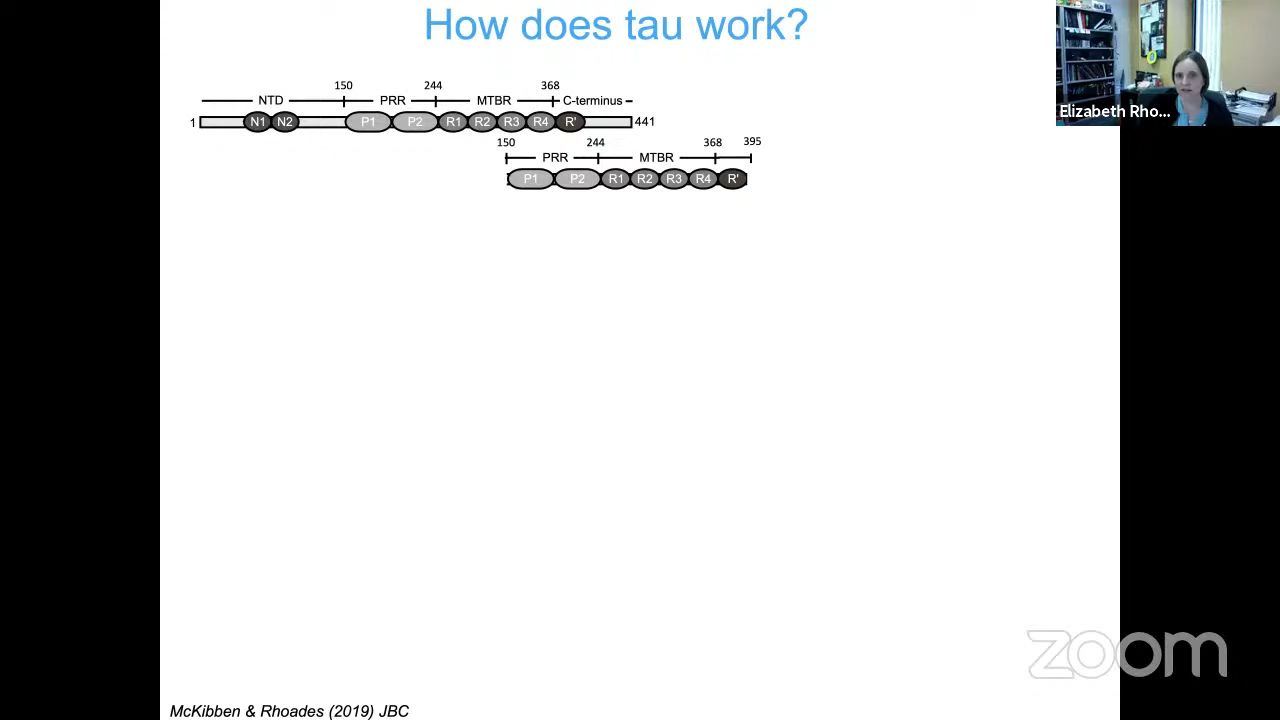 How does tau work?
Elizabeth Rho...
150 244 368
NTD PRR MTBR C-terminus
1 N1 N2 P1 P2 R1 R2 R3 R4 R' 441
150 244 368 395
PRR MTBR
P1 P2 R1 R2 R3 R4 R'
zoom
McKibben & Rhoades (2019) JBC